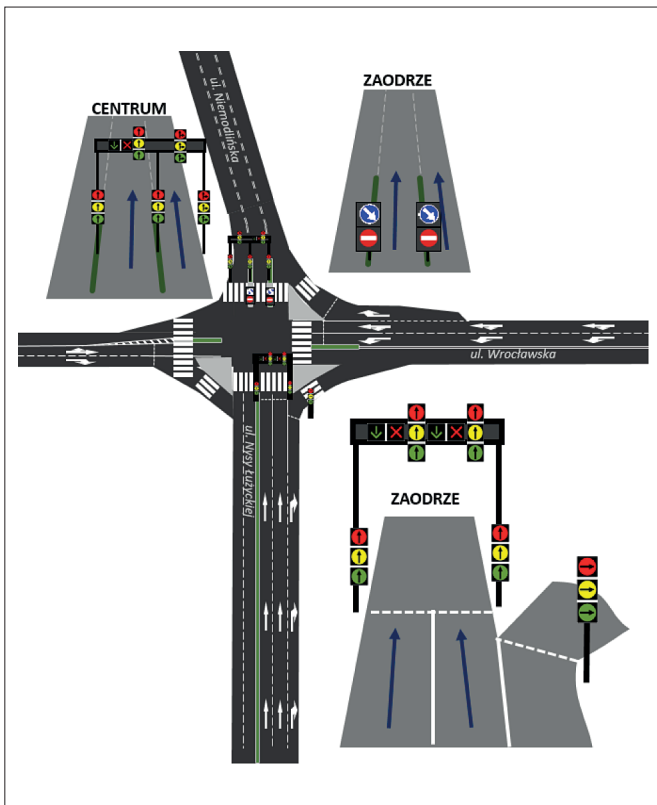 CENTRUM
ZAODRZE
ul. Niemodlińska
ul. Wrocławska
ul. Nysy Łużyckiej
ZAODRZE